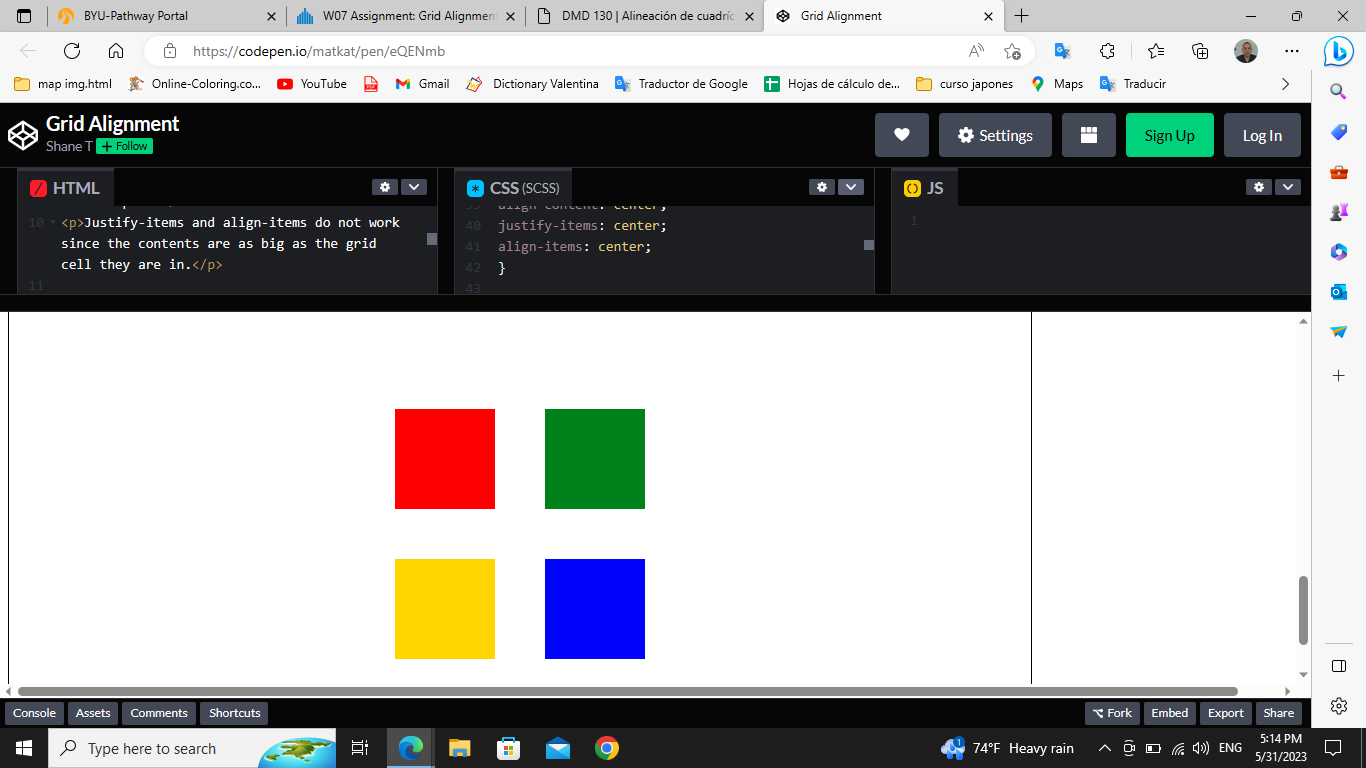 BYU-Pathway Portal
W07 Assignment: Grid Alignment
DMD 130 | Alineación de cuadríc
Grid Alignment
https://codepen.io/matkat/pen/eQENmb
map img.html
Online-Coloring.co...
YouTube
Gmail
Dictionary Valentina
Traductor de Google
Hojas de cálculo de...
curso japones
Maps
Traducir
Grid Alignment
Shane T + Follow
Settings
Sign Up
Log In
HTML
10 <p>Justify-items and align-items do not work
since the contents are as big as the grid
cell they are in.</p>
11
CSS (SCSS)
39 align-content: center;
40 justify-items: center;
41 align-items: center;
42 }
43
JS
1
Console
Assets
Comments
Shortcuts
Fork
Embed
Export
Share
Type here to search
1
74°F Heavy rain
ENG
5:14 PM
5/31/2023